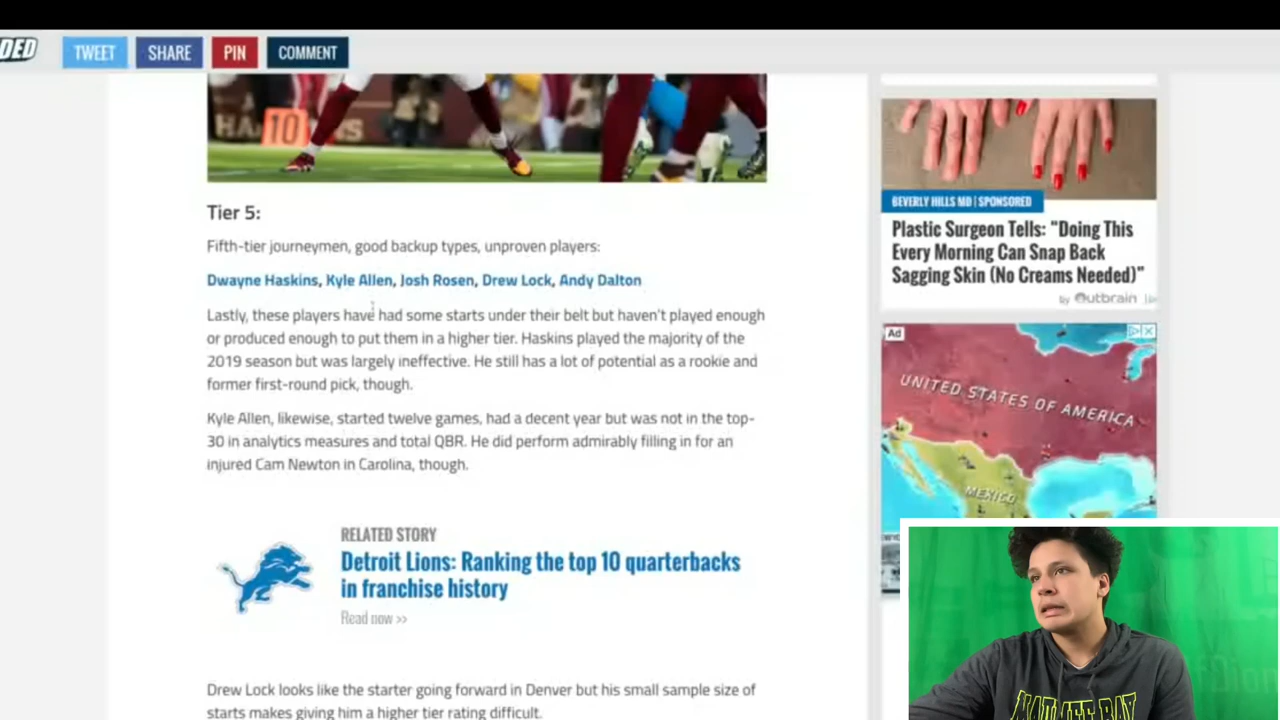 DED
TWEET
SHARE
PIN
COMMENT
10
Tier 5:
Fifth-tier journeymen, good backup types, unproven players:
Dwayne Haskins, Kyle Allen, Josh Rosen, Drew Lock, Andy Dalton
Lastly, these players have had some starts under their belt but haven't played enough
or produced enough to put them in a higher tier. Haskins played the majority of the
2019 season but was largely ineffective. He still has a lot of potential as a rookie and
former first-round pick, though.
Kyle Allen, likewise, started twelve games, had a decent year but was not in the top-
30 in analytics measures and total QBR. He did perform admirably filling in for an
injured Cam Newton in Carolina, though.
RELATED STORY
Detroit Lions: Ranking the top 10 quarterbacks
in franchise history
Read now >>
Drew Lock looks like the starter going forward in Denver but his small sample size of
starts makes giving him a higher tier rating difficult.
BEVERLY HILLS MD | SPONSORED
Plastic Surgeon Tells: "Doing This
Every Morning Can Snap Back
Sagging Skin (No Creams Needed)"
by Outbrain
Ad
UNITED STATES OF AMERICA
MEXICO